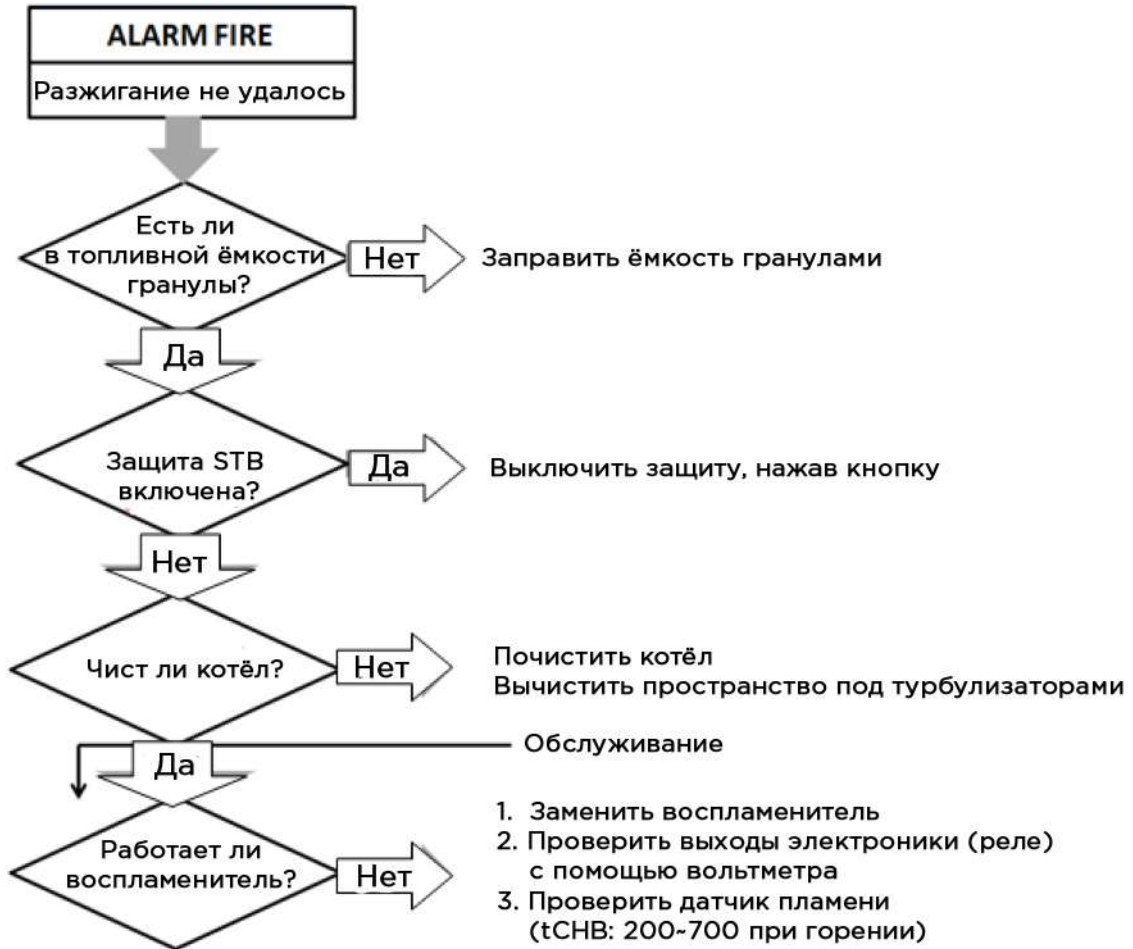 ALARM FIRE
Разжигание не удалось
Есть ли
в топливной ёмкости
гранулы?
Нет
Заправить ёмкость гранулами
Да
Защита STB
включена?
Да
Выключить защиту, нажав кнопку
Нет
Чист ли котёл?
Нет
Почистить котёл
Вычистить пространство под турбулизаторами
Обслуживание
Да
Работает ли
воспламенитель?
Нет
1. Заменить воспламенитель
2. Проверить выходы электроники (реле)
с помощью вольтметра
3. Проверить датчик пламени
(tCHB: 200~700 при горении)